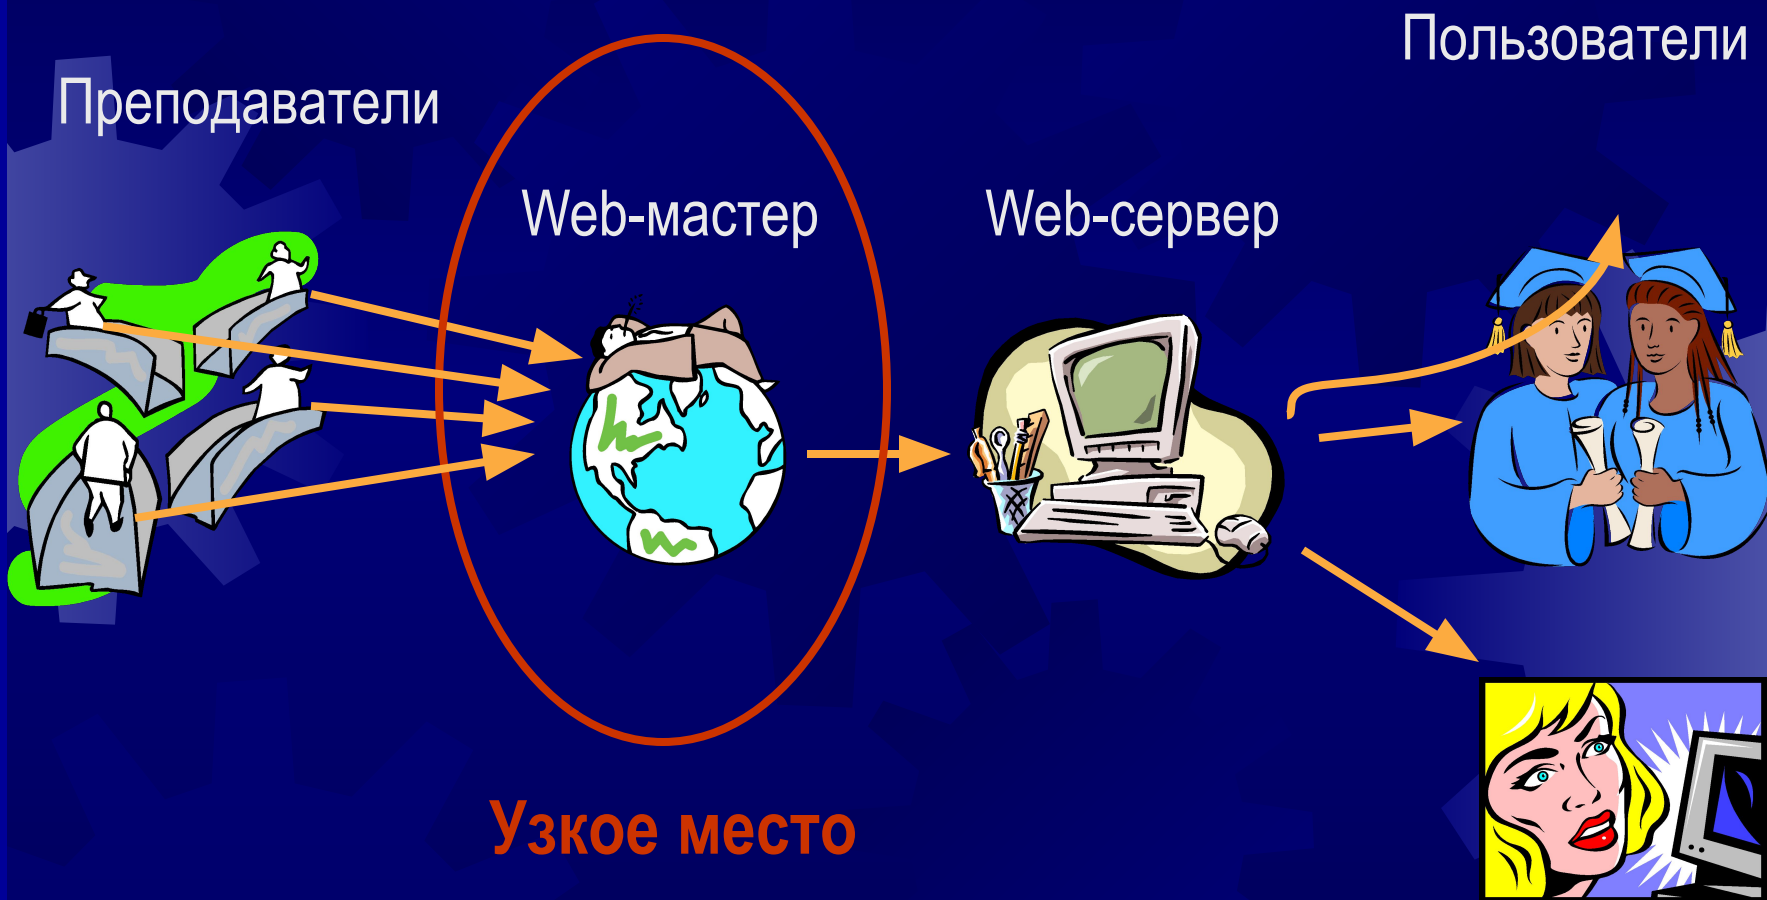 Пользователи
Преподаватели
Web-мастер
Web-сервер
Узкое место